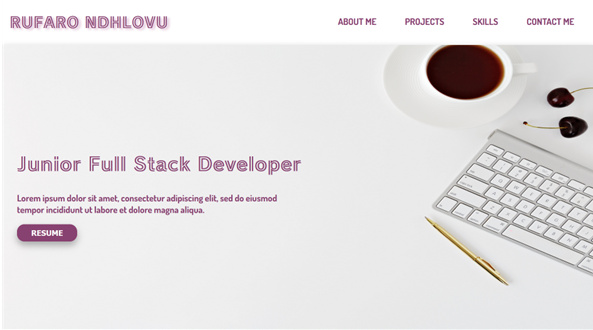 RUFARO NDHLOVU
ABOUT ME PROJECTS SKILLS CONTACT ME
Junior Full Stack Developer
Lorem ipsum dolor sit amet, consectetur adipiscing elit, sed do eiusmod
tempor incididunt ut labore et dolore magna aliqua.
RESUME